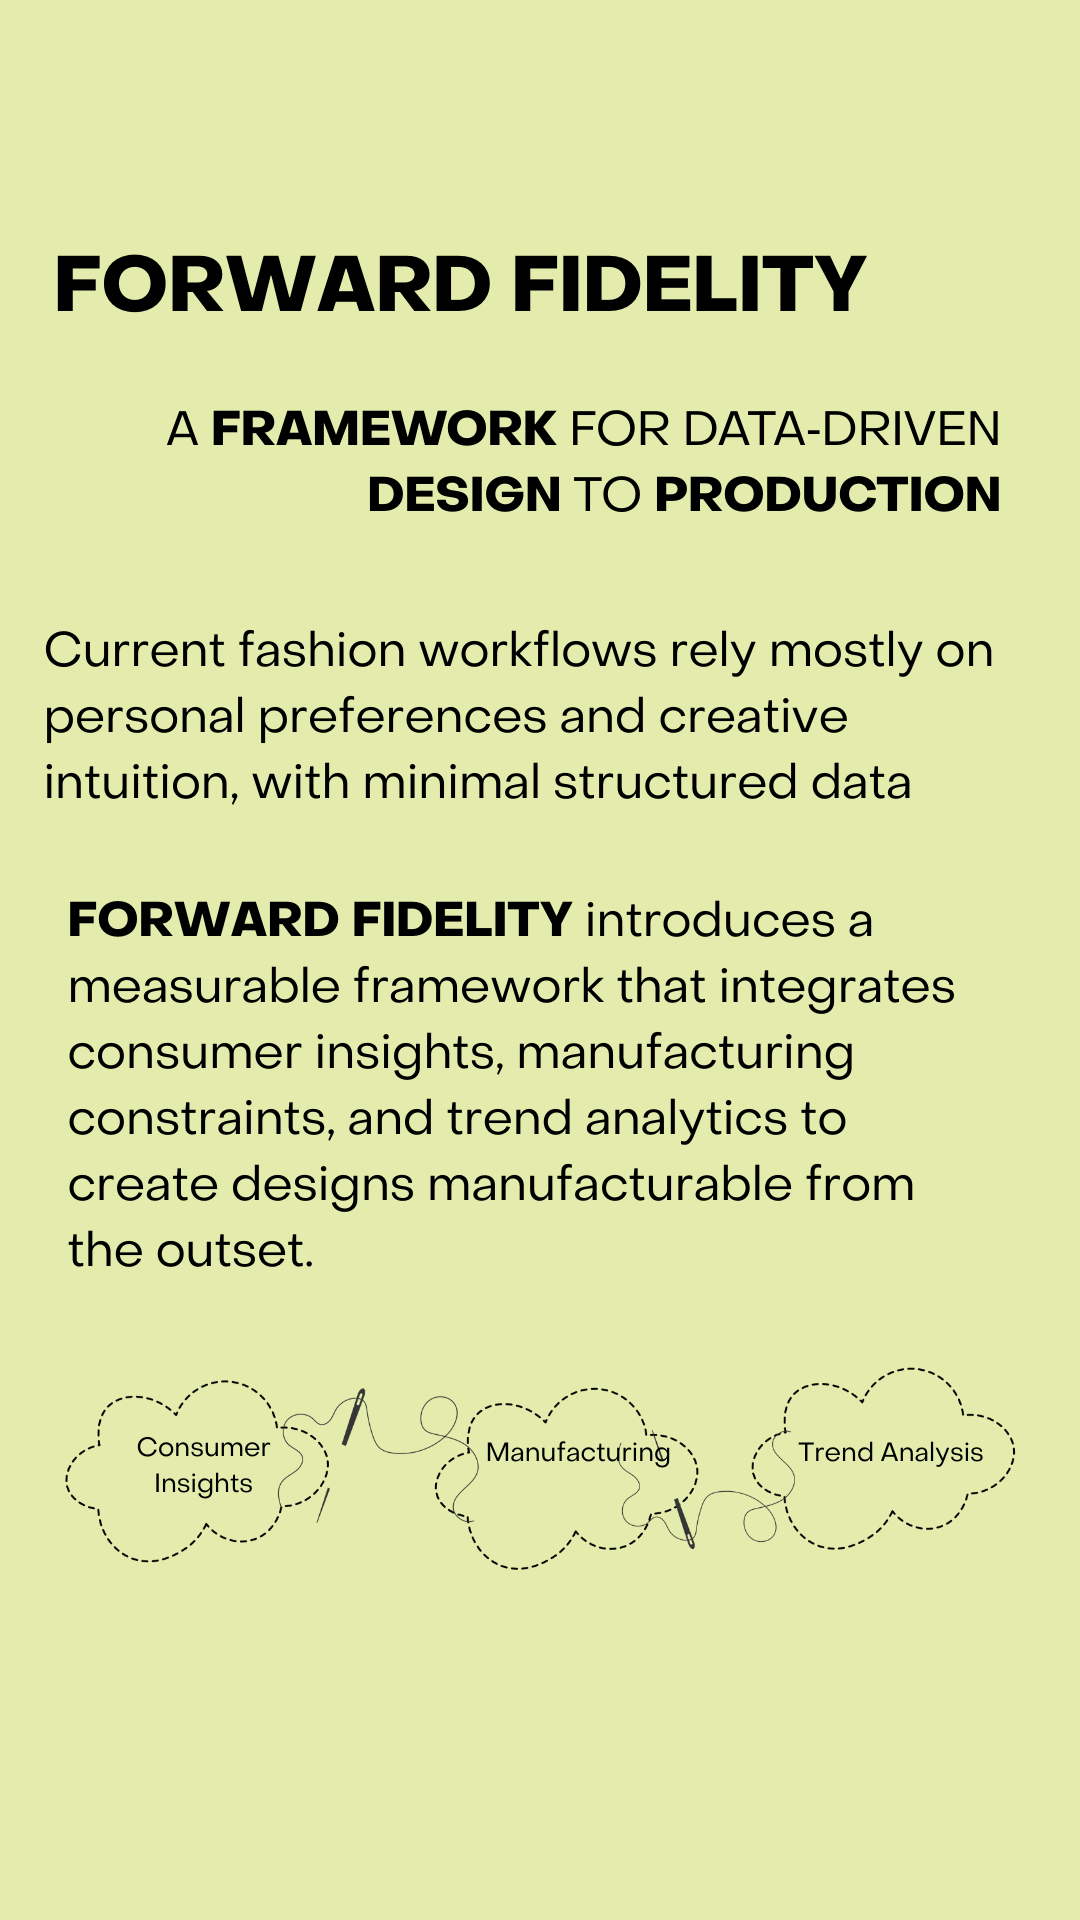 FORWARD FIDELITY
A FRAMEWORK FOR DATA-DRIVEN
DESIGN TO PRODUCTION
Current fashion workflows rely mostly on
personal preferences and creative
intuition, with minimal structured data
FORWARD FIDELITY introduces a
measurable framework that integrates
consumer insights, manufacturing
constraints, and trend analytics to
create designs manufacturable from
the outset.
Consumer
Insights
Manufacturing
Trend Analysis